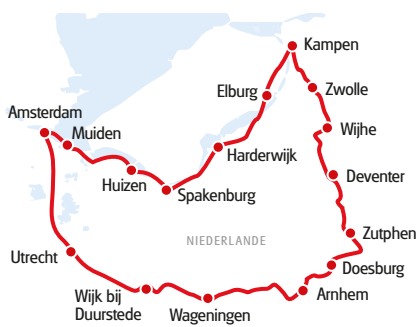 Kampen
Elburg
Zwolle
Amsterdam
Muiden
Wijhe
Harderwijk
Huizen
Deventer
Spakenburg
Zutphen
NIEDERLANDE
Utrecht
Doesburg
Wijk bij
Duurstede
Arnhem
Wageningen